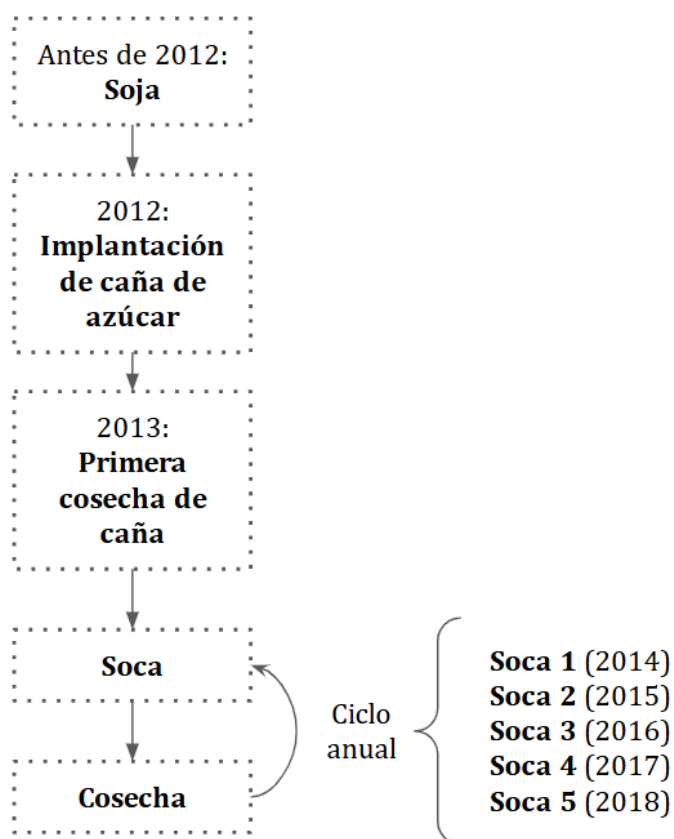 Antes de 2012:
Soja
2012:
Implantación
de caña de
azúcar
2013:
Primera
cosecha de
caña
Soca
Cosecha
Ciclo
anual
Soca 1 (2014)
Soca 2 (2015)
Soca 3 (2016)
Soca 4 (2017)
Soca 5 (2018)